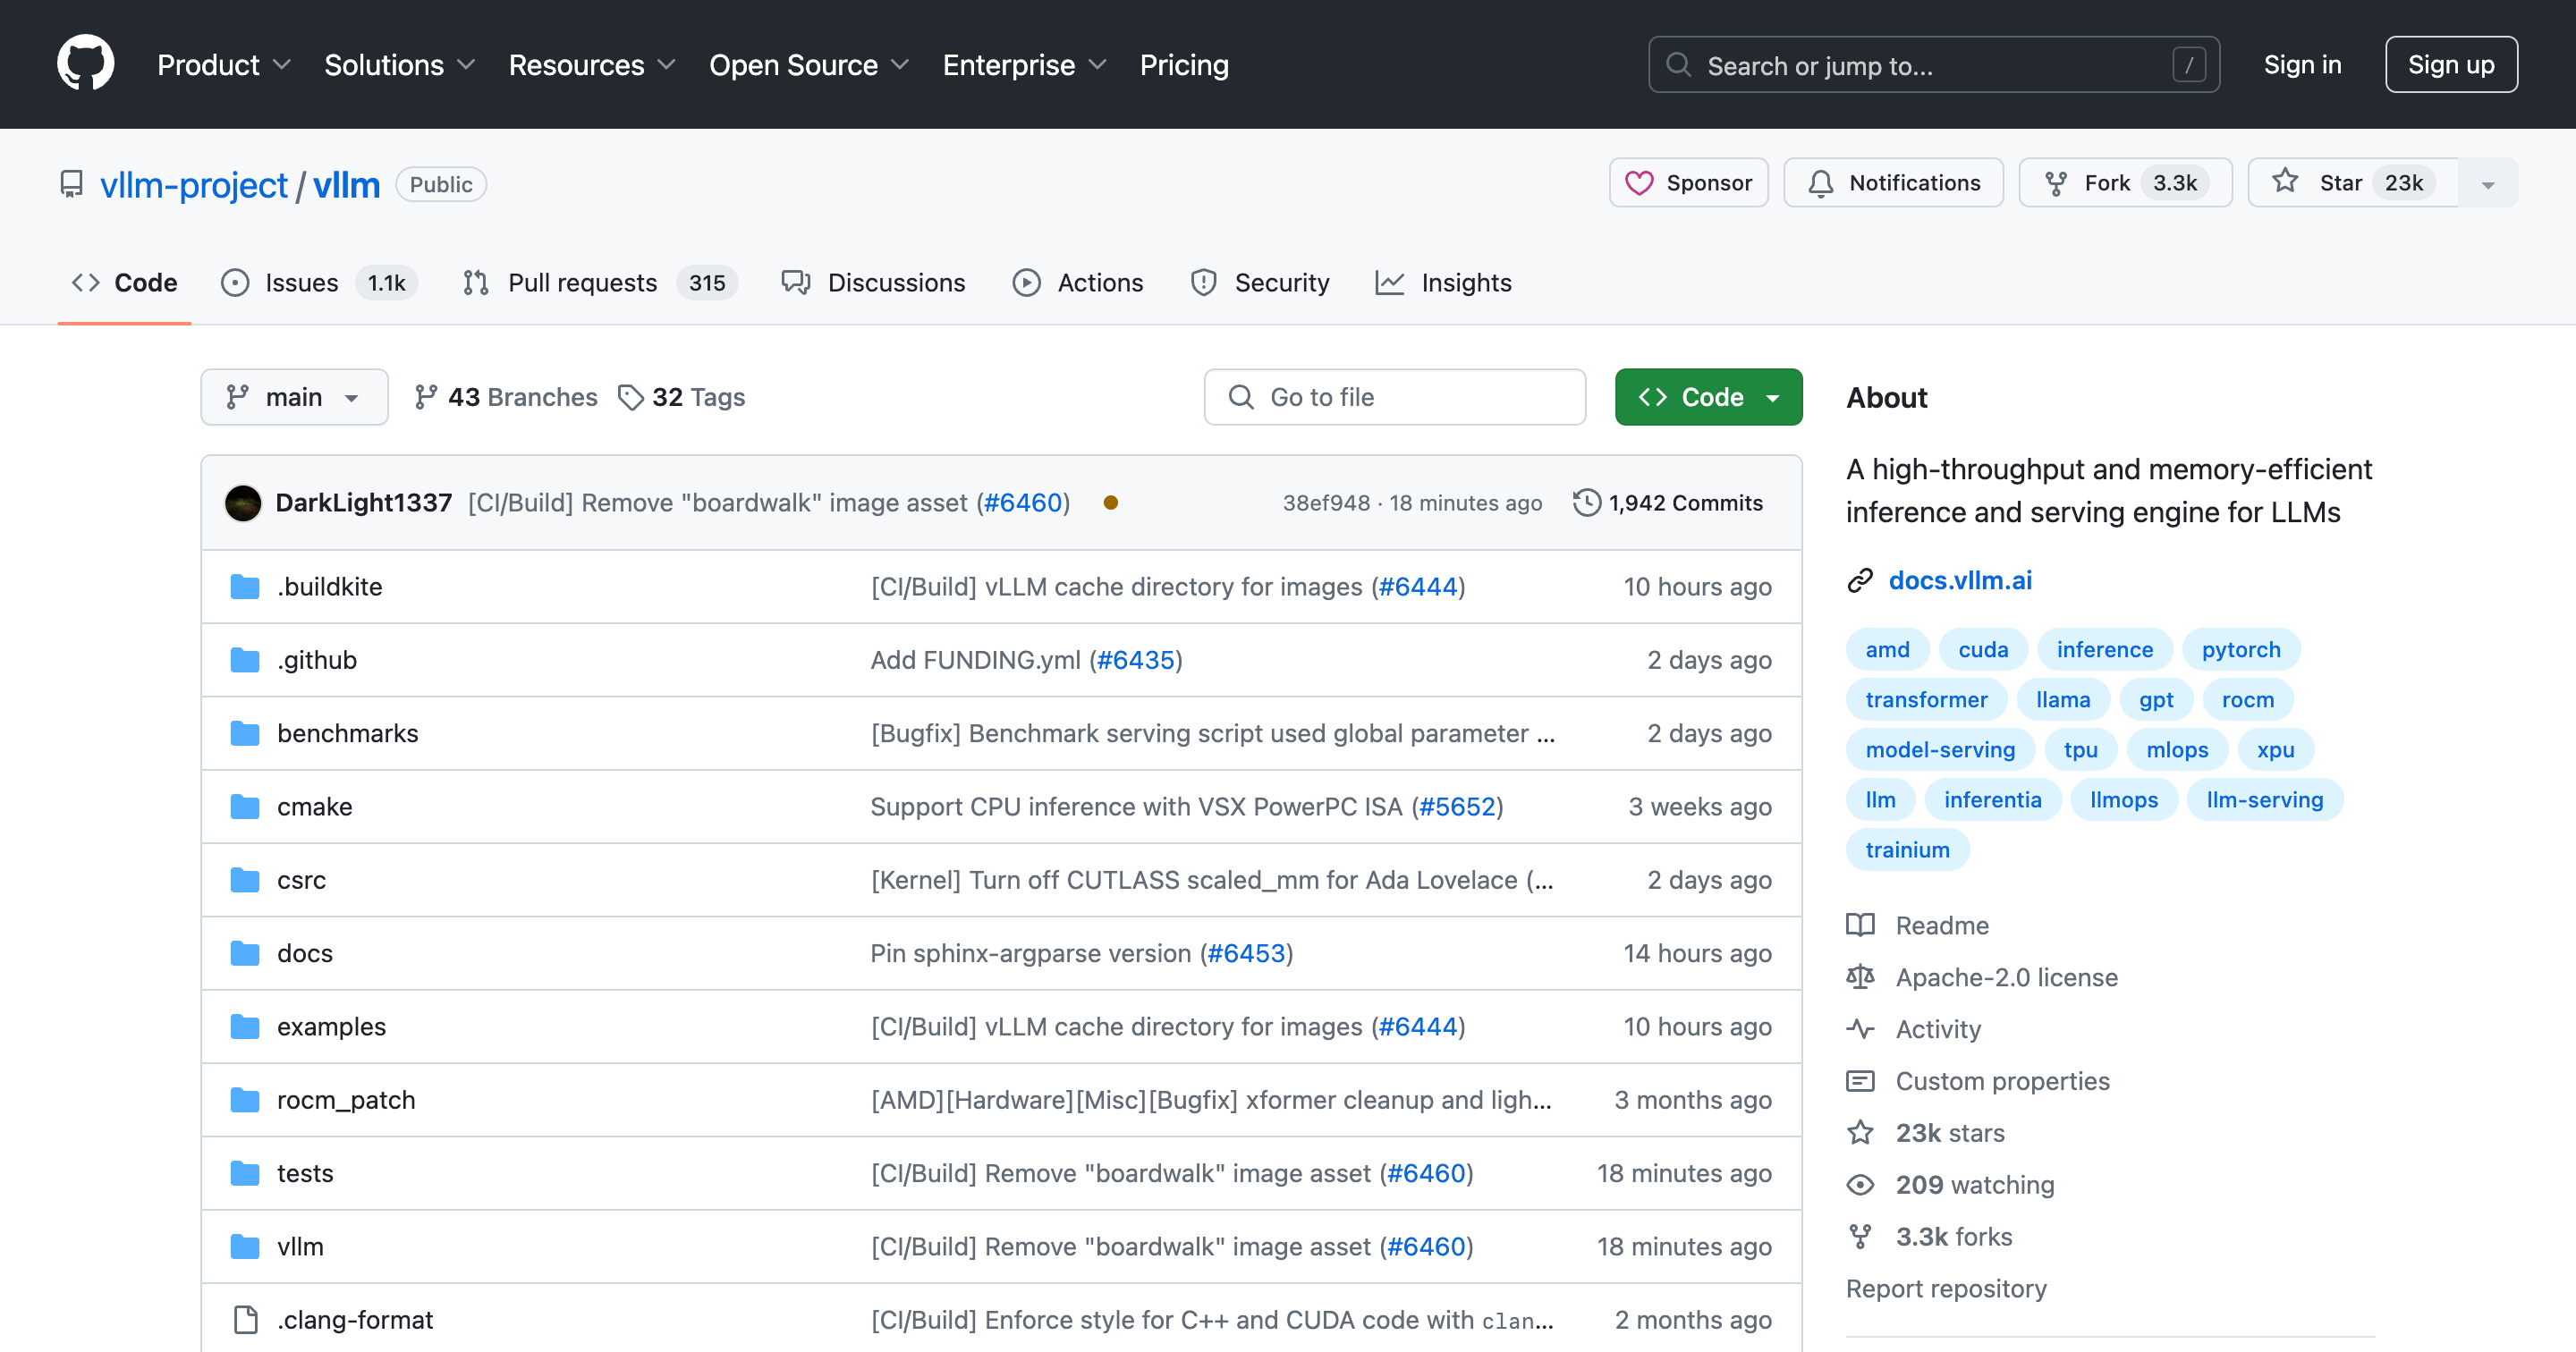 Product Solutions Resources Open Source Enterprise Pricing Search or jump to... / Sign in Sign up
vllm-project / vllm Public Sponsor Notifications Fork 3.3k Star 23k
Code Issues 1.1k Pull requests 315 Discussions Actions Security Insights
main 43 Branches 32 Tags Go to file Code
DarkLight1337 [CI/Build] Remove "boardwalk" image asset (#6460) 38ef948 · 18 minutes ago 1,942 Commits
.buildkite [CI/Build] vLLM cache directory for images (#6444) 10 hours ago
.github Add FUNDING.yml (#6435) 2 days ago
benchmarks [Bugfix] Benchmark serving script used global parameter ... 2 days ago
cmake Support CPU inference with VSX PowerPC ISA (#5652) 3 weeks ago
csrc [Kernel] Turn off CUTLASS scaled_mm for Ada Lovelace (... 2 days ago
docs Pin sphinx-argparse version (#6453) 14 hours ago
examples [CI/Build] vLLM cache directory for images (#6444) 10 hours ago
rocm_patch [AMD][Hardware][Misc][Bugfix] xformer cleanup and ligh... 3 months ago
tests [CI/Build] Remove "boardwalk" image asset (#6460) 18 minutes ago
vllm [CI/Build] Remove "boardwalk" image asset (#6460) 18 minutes ago
.clang-format [CI/Build] Enforce style for C++ and CUDA code with clan... 2 months ago
About
A high-throughput and memory-efficient
inference and serving engine for LLMs
docs.vllm.ai
amd cuda inference pytorch
transformer llama gpt rocm
model-serving tpu mlops xpu
llm inferentia llmops llm-serving
trainium
Readme
Apache-2.0 license
Activity
Custom properties
23k stars
209 watching
3.3k forks
Report repository